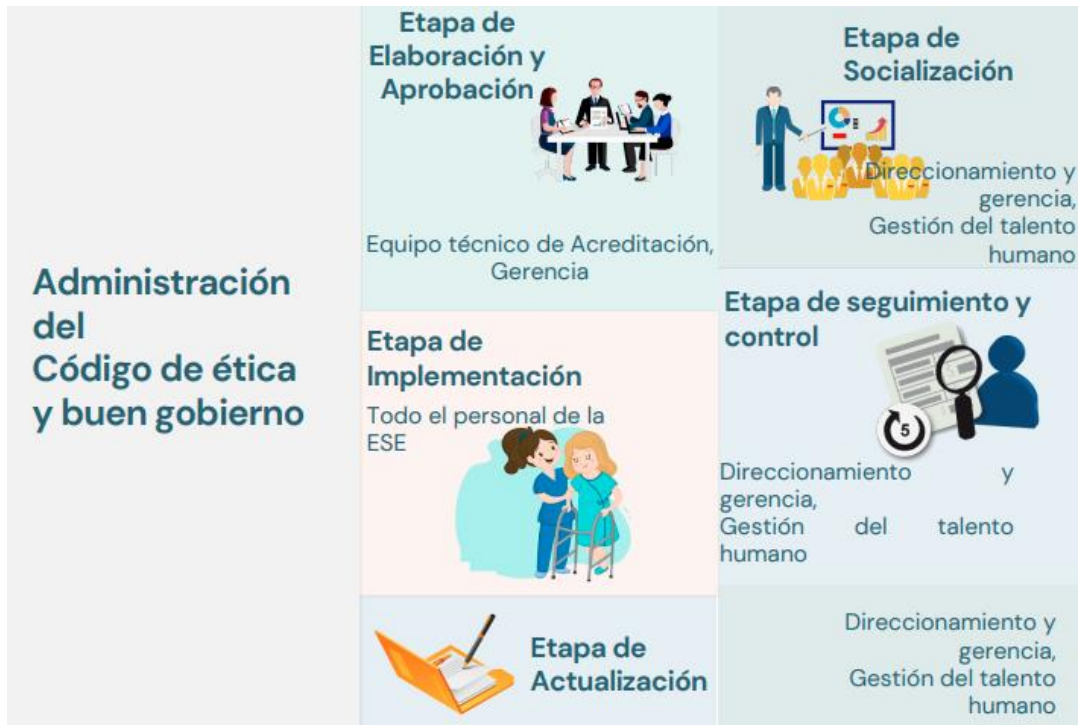 Administración
del
Código de ética
y buen gobierno
Etapa de
Elaboración y
Aprobación
Equipo técnico de Acreditación,
Gerencia
Etapa de
Socialización
Direccionamiento y
gerencia,
Gestión del talento
humano
Etapa de
Implementación
Todo el personal de la
ESE
Etapa de seguimiento y
control
5
Direccionamiento y
gerencia,
Gestión del talento
humano
Etapa de
Actualización
Direccionamiento y
gerencia,
Gestión del talento
humano